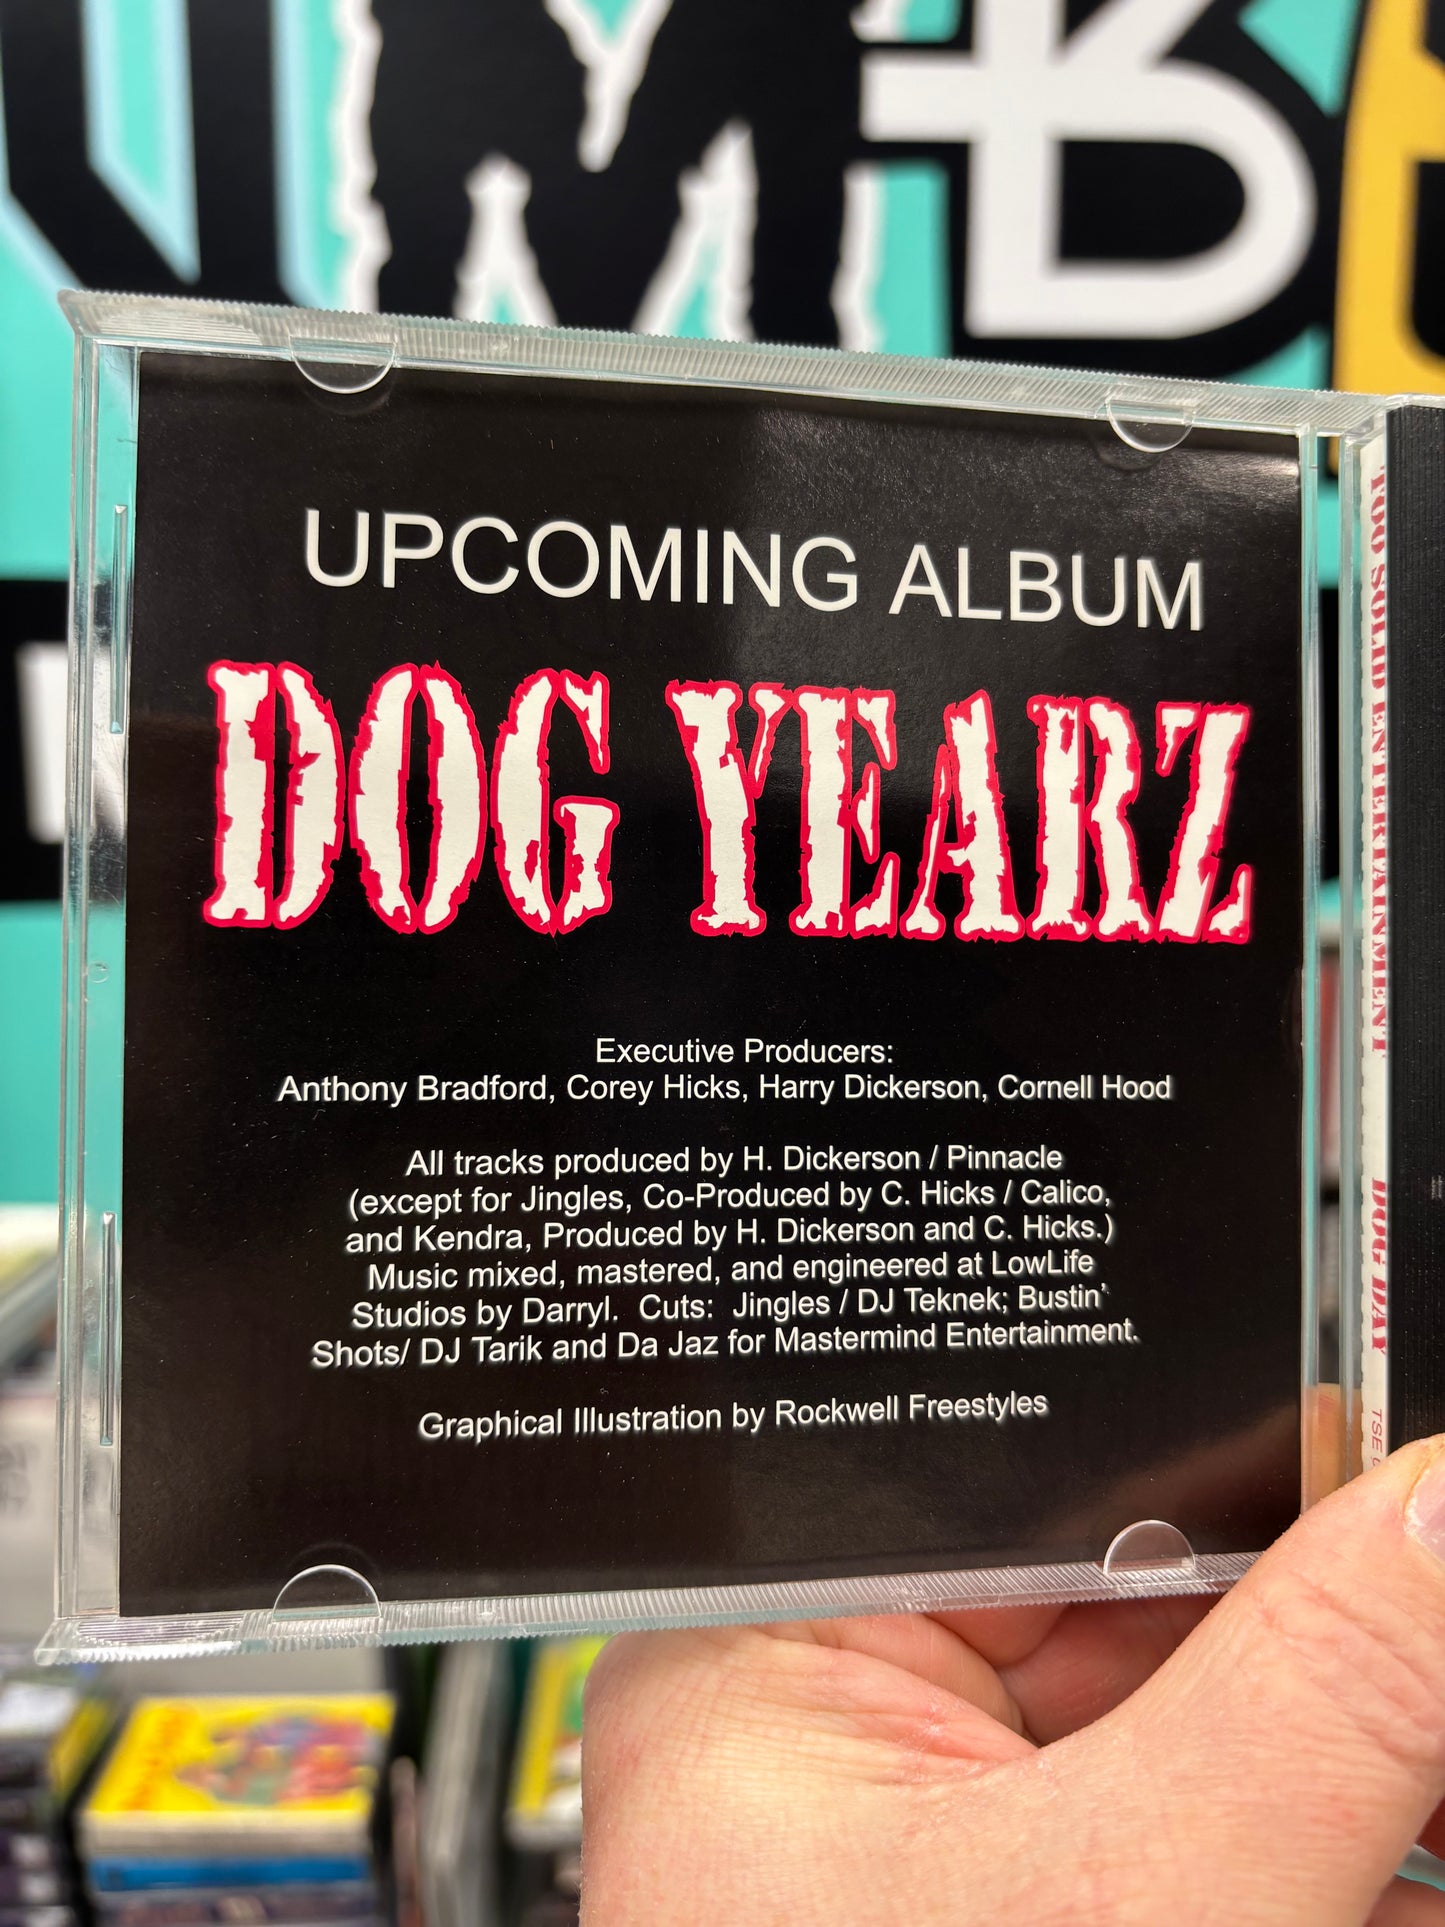 UPCOMING ALBUM
DOG YEARZ
Executive Producers:
Anthony Bradford, Corey Hicks, Harry Dickerson, Cornell Hood
All tracks produced by H. Dickerson / Pinnacle
(except for Jingles, Co-Produced by C. Hicks / Calico,
and Kendra, Produced by H. Dickerson and C. Hicks.)
Music mixed, mastered, and engineered at LowLife
Studios by Darryl.  Cuts:  Jingles / DJ Teknek; Bustin'
Shots/ DJ Tarik and Da Jaz for Mastermind Entertainment.
Graphical Illustration by Rockwell Freestyles
TOO SOLID ENTERTAINMENT DOG DAY TSE